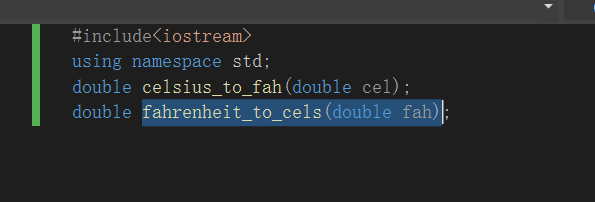 #include<iostream>
using namespace std;
double celsius_to_fah(double cel);
double fahrenheit_to_cels(double fah);